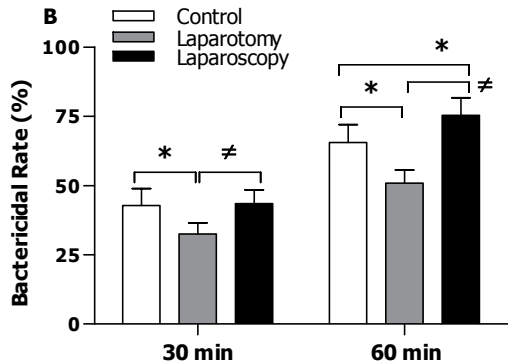 B
Control
Laparotomy
Laparoscopy
Bactericidal Rate (%)
100
75
50
25
0
* ≠
* * ≠
30 min 60 min